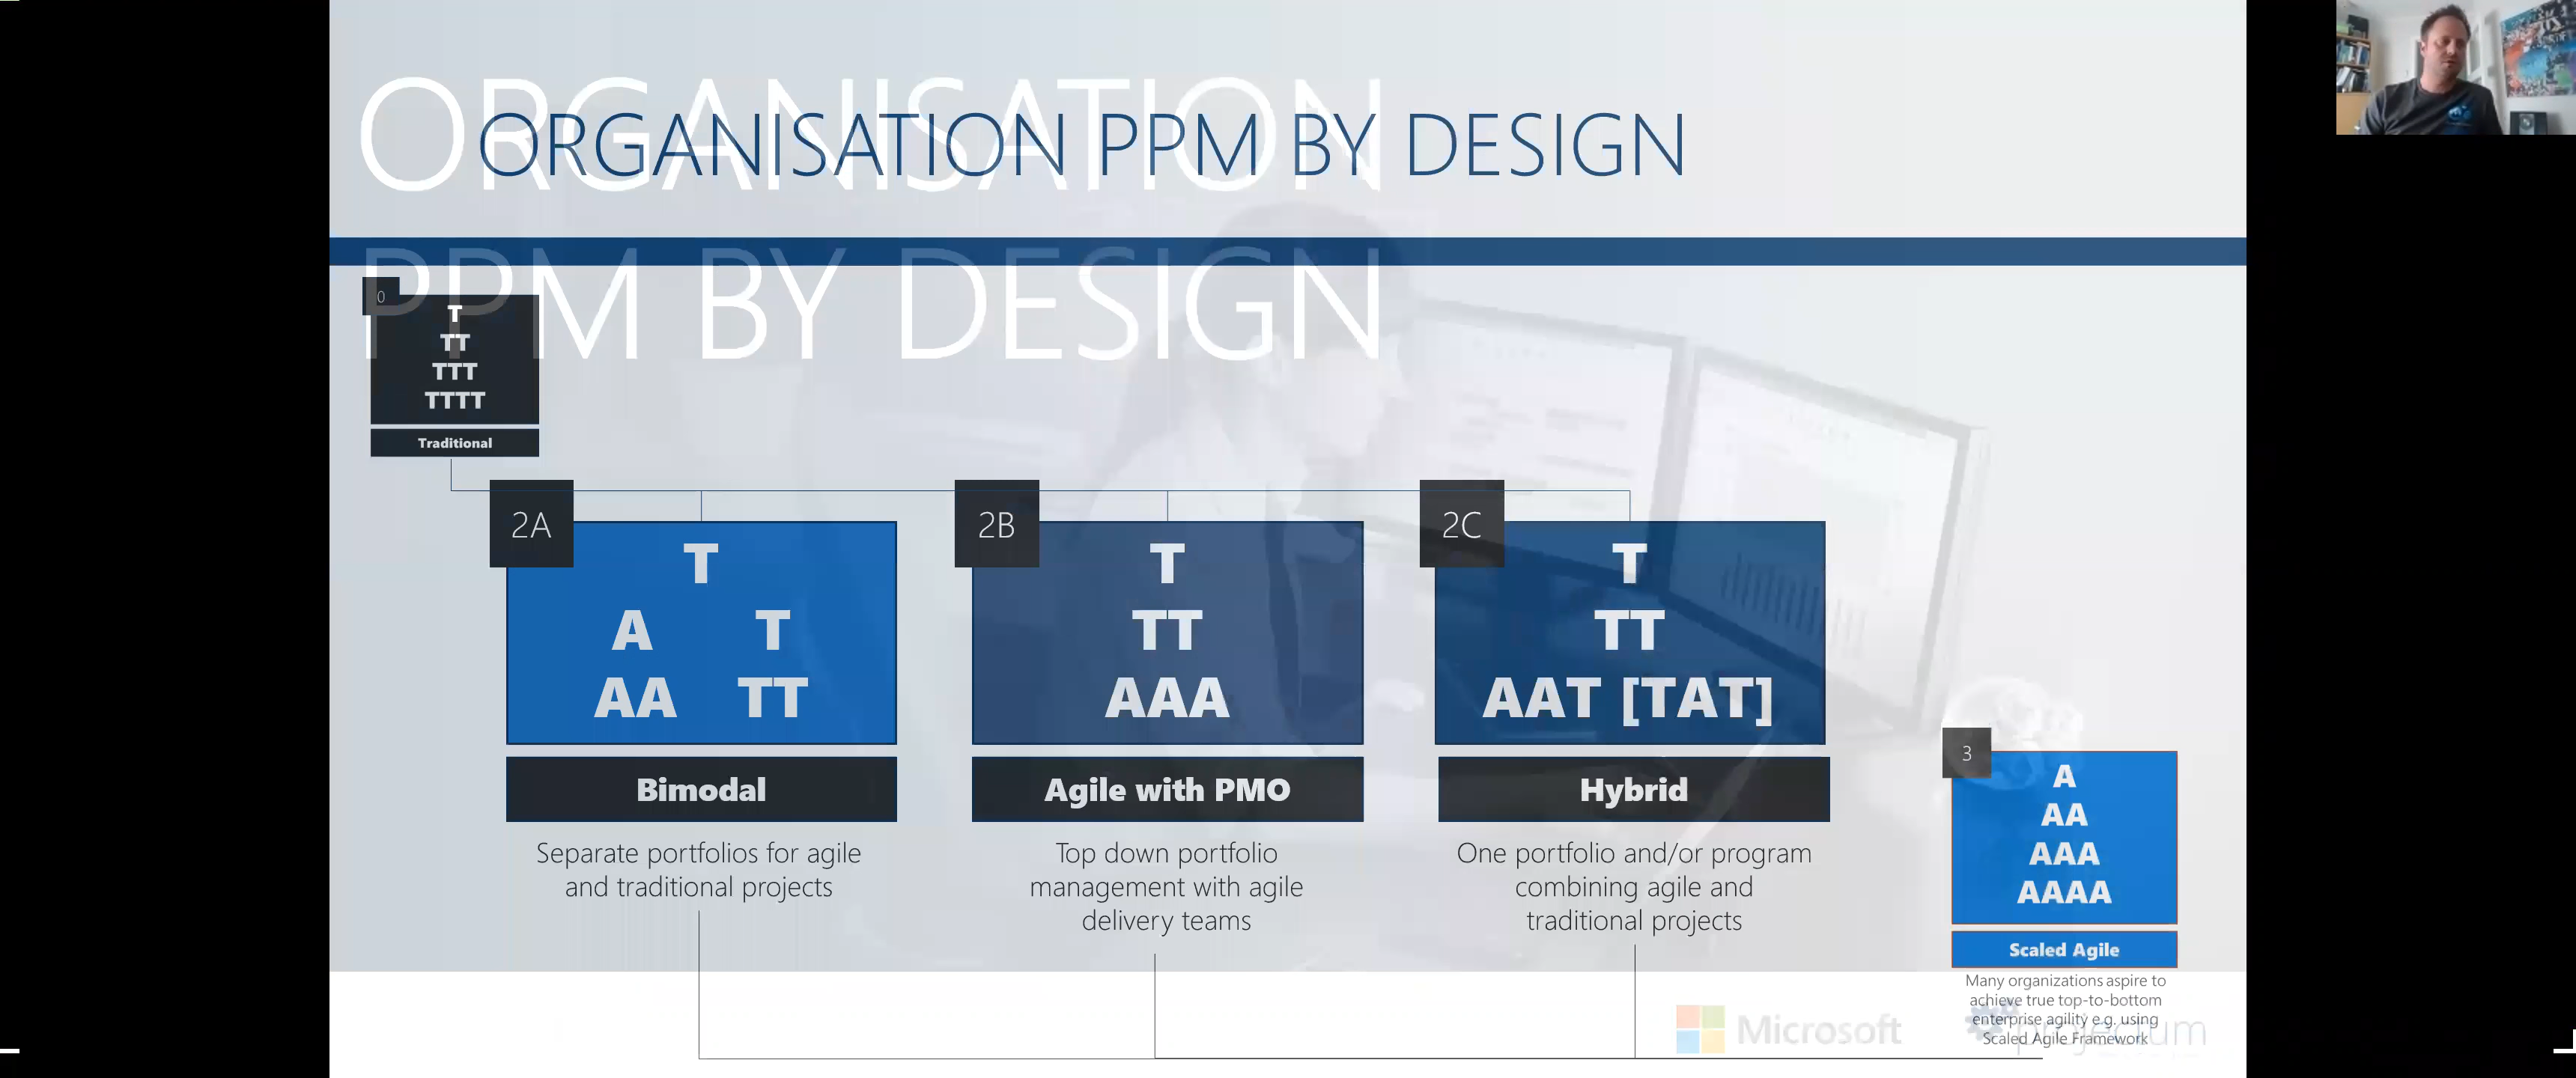 ORGANISATION
PPM BY DESIGN
ORGANISATION PPM BY DESIGN
0
T
TT
TTT
TTTT
Traditional
2A
T
A T
AA TT
Bimodal
Separate portfolios for agile
and traditional projects
2B
T
TT
AAA
Agile with PMO
Top down portfolio
management with agile
delivery teams
2C
T
TT
AAT [TAT]
Hybrid
One portfolio and/or program
combining agile and
traditional projects
3
A
AA
AAA
AAAA
Scaled Agile
Many organizations aspire to
achieve true top-to-bottom
enterprise agility e.g. using
Scaled Agile Framework
Microsoft
projectum